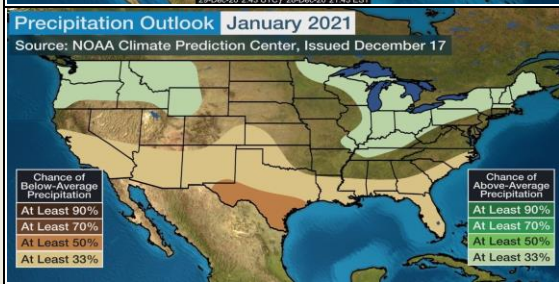 Precipitation Outlook January 2021
Source: NOAA Climate Prediction Center, Issued December 17
Chance of
Below-Average
Precipitation
At Least 90%
At Least 70%
At Least 50%
At Least 33%
Chance of
Above-Average
Precipitation
At Least 90%
At Least 70%
At Least 50%
At Least 33%